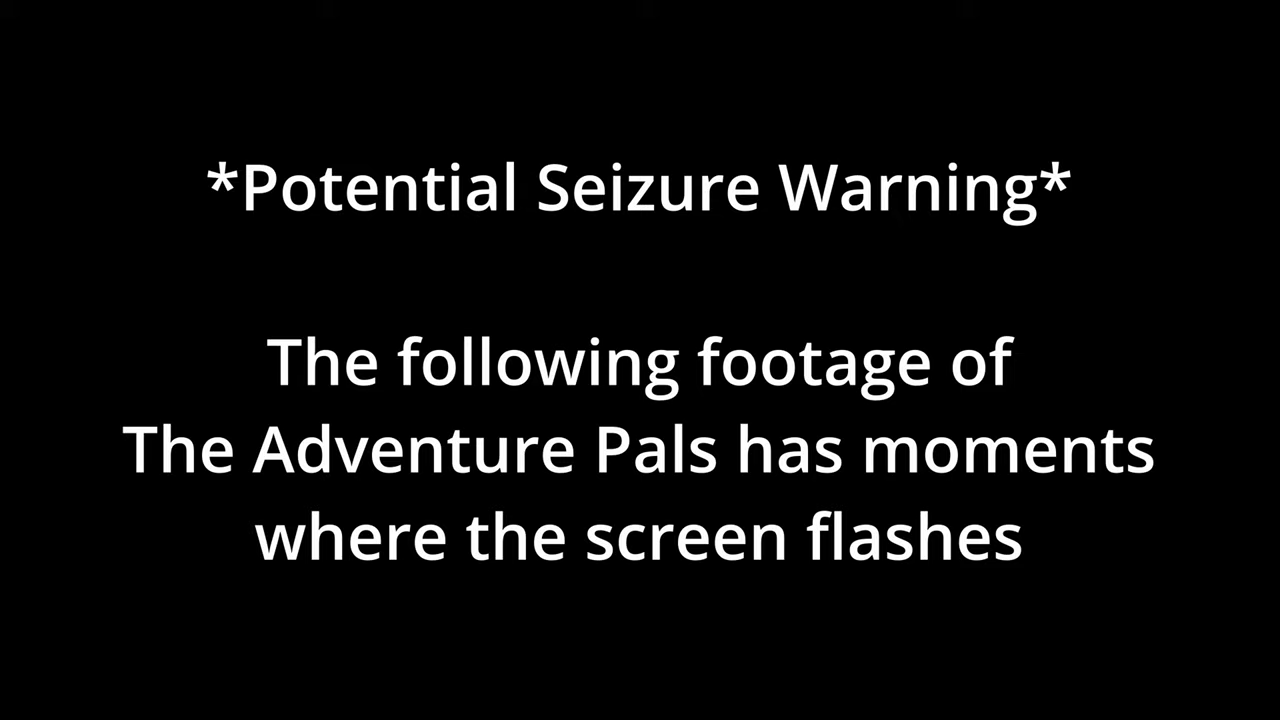 *Potential Seizure Warning*
The following footage of
The Adventure Pals has moments
where the screen flashes